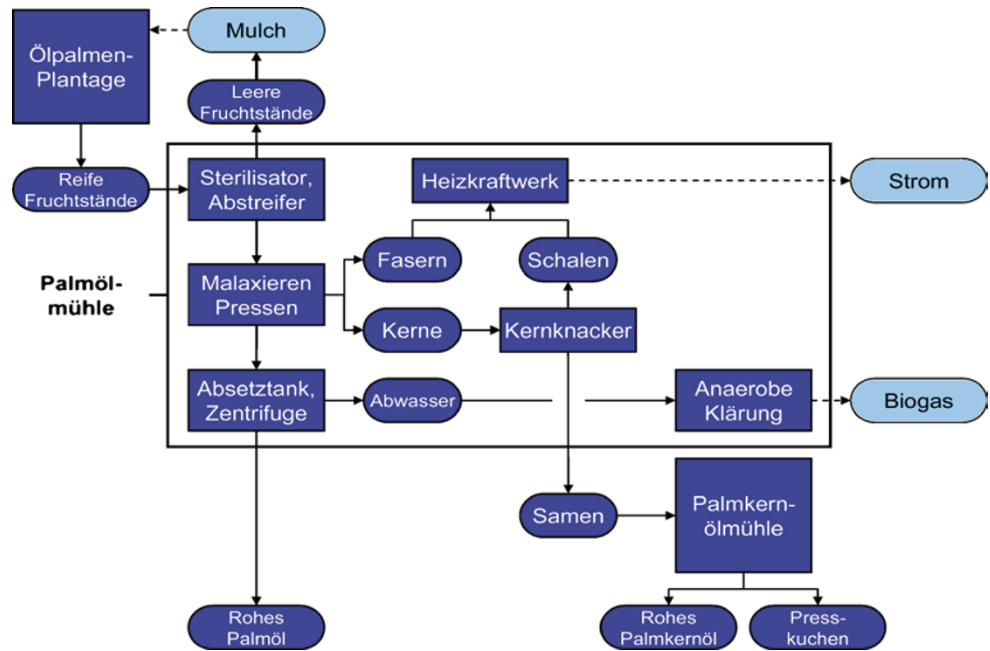 Mulch
Ölpalmen-
Plantage
Leere
Fruchtstände
Reife
Fruchtstände
Sterilisator,
Abstreifer
Heizkraftwerk
Strom
Fasern
Schalen
Palmöl-
mühle
Malaxieren
Pressen
Kerne
Kernknacker
Absetztank,
Zentrifuge
Abwasser
Anaerobe
Klärung
Biogas
Samen
Palmkern-
ölmühle
Rohes
Palmöl
Rohes
Palmkernöl
Press-
kuchen